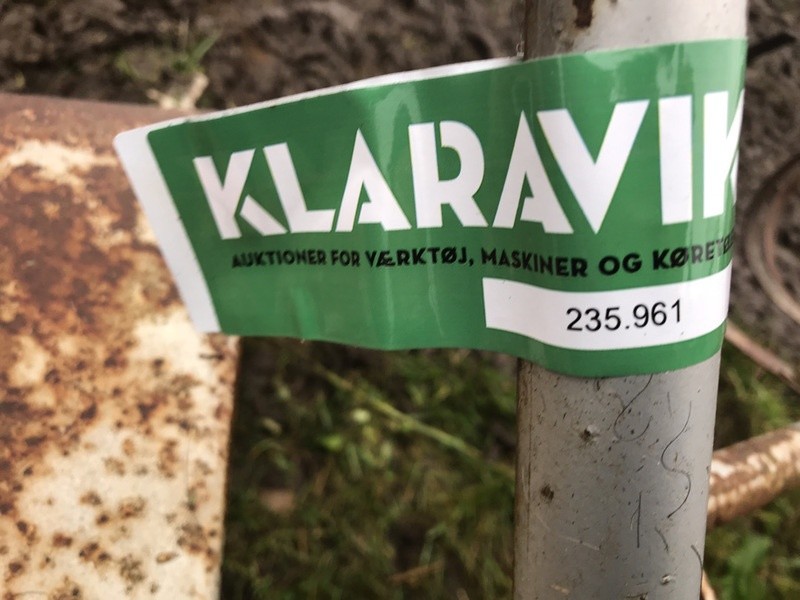 KLARAVIK
AUKTIONER FOR VÆRKTØJ, MASKINER OG
235.961